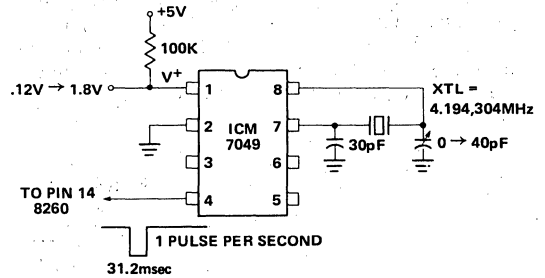 +5V
100K
.12V → 1.8V
V+
1
2
3
4
8
7
6
5
ICM
7049
XTL =
4.194,304MHz
30pF
0 → 40pF
TO PIN 14
8260
1 PULSE PER SECOND
31.2msec